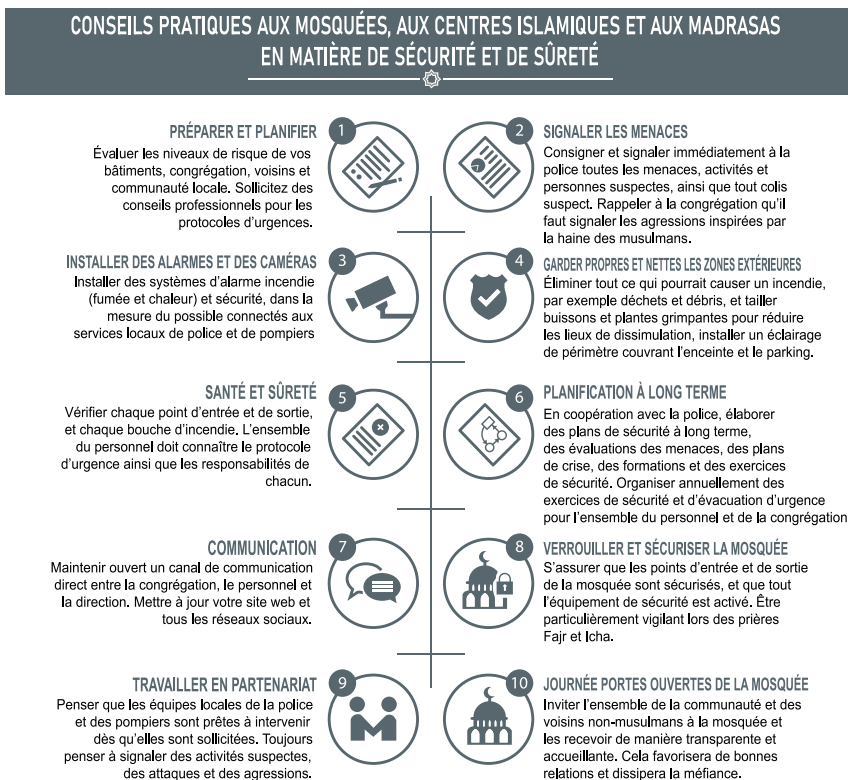 CONSEILS PRATIQUES AUX MOSQUÉES, AUX CENTRES ISLAMIQUES ET AUX MADRASAS
EN MATIÈRE DE SÉCURITÉ ET DE SÛRETÉ
1
PRÉPARER ET PLANIFIER
Évaluer les niveaux de risque de vos
bâtiments, congrégation, voisins et
communauté locale. Sollicitez des
conseils professionnels pour les
protocoles d'urgences.
2
SIGNALER LES MENACES
Consigner et signaler immédiatement à la
police toutes les menaces, activités et
personnes suspectes, ainsi que tout colis
suspect. Rappeler à la congrégation qu'il
faut signaler les agressions inspirées par
la haine des musulmans.
3
INSTALLER DES ALARMES ET DES CAMÉRAS
Installer des systèmes d'alarme incendie
(fumée et chaleur) et sécurité, dans la
mesure du possible connectés aux
services locaux de police et de pompiers
4
GARDER PROPRES ET NETTES LES ZONES EXTÉRIEURES
Éliminer tout ce qui pourrait causer un incendie,
par exemple déchets et débris, et tailler
buissons et plantes grimpantes pour réduire
les lieux de dissimulation, installer un éclairage
de périmètre couvrant l'enceinte et le parking.
5
SANTÉ ET SÛRETÉ
Vérifier chaque point d'entrée et de sortie,
et chaque bouche d'incendie. L'ensemble
du personnel doit connaître le protocole
d'urgence ainsi que les responsabilités de
chacun.
6
PLANIFICATION À LONG TERME
En coopération avec la police, élaborer
des plans de sécurité à long terme,
des évaluations des menaces, des plans
de crise, des formations et des exercices
de sécurité. Organiser annuellement des
exercices de sécurité et d'évacuation d'urgence
pour l'ensemble du personnel et de la congrégation
7
COMMUNICATION
Maintenir ouvert un canal de communication
direct entre la congrégation, le personnel et
la direction. Mettre à jour votre site web et
tous les réseaux sociaux.
8
VERROUILLER ET SÉCURISER LA MOSQUÉE
S'assurer que les points d'entrée et de sortie
de la mosquée sont sécurisés, et que tout
l'équipement de sécurité est activé. Être
particulièrement vigilant lors des prières
Fajr et Icha.
9
TRAVAILLER EN PARTENARIAT
Penser que les équipes locales de la police
et des pompiers sont prêtes à intervenir
dès qu'elles sont sollicitées. Toujours
penser à signaler des activités suspectes,
des attaques et des agressions.
10
JOURNÉE PORTES OUVERTES DE LA MOSQUÉE
Inviter l'ensemble de la communauté et des
voisins non-musulmans à la mosquée et
les recevoir de manière transparente et
accueillante. Cela favorisera de bonnes
relations et dissipera la méfiance.